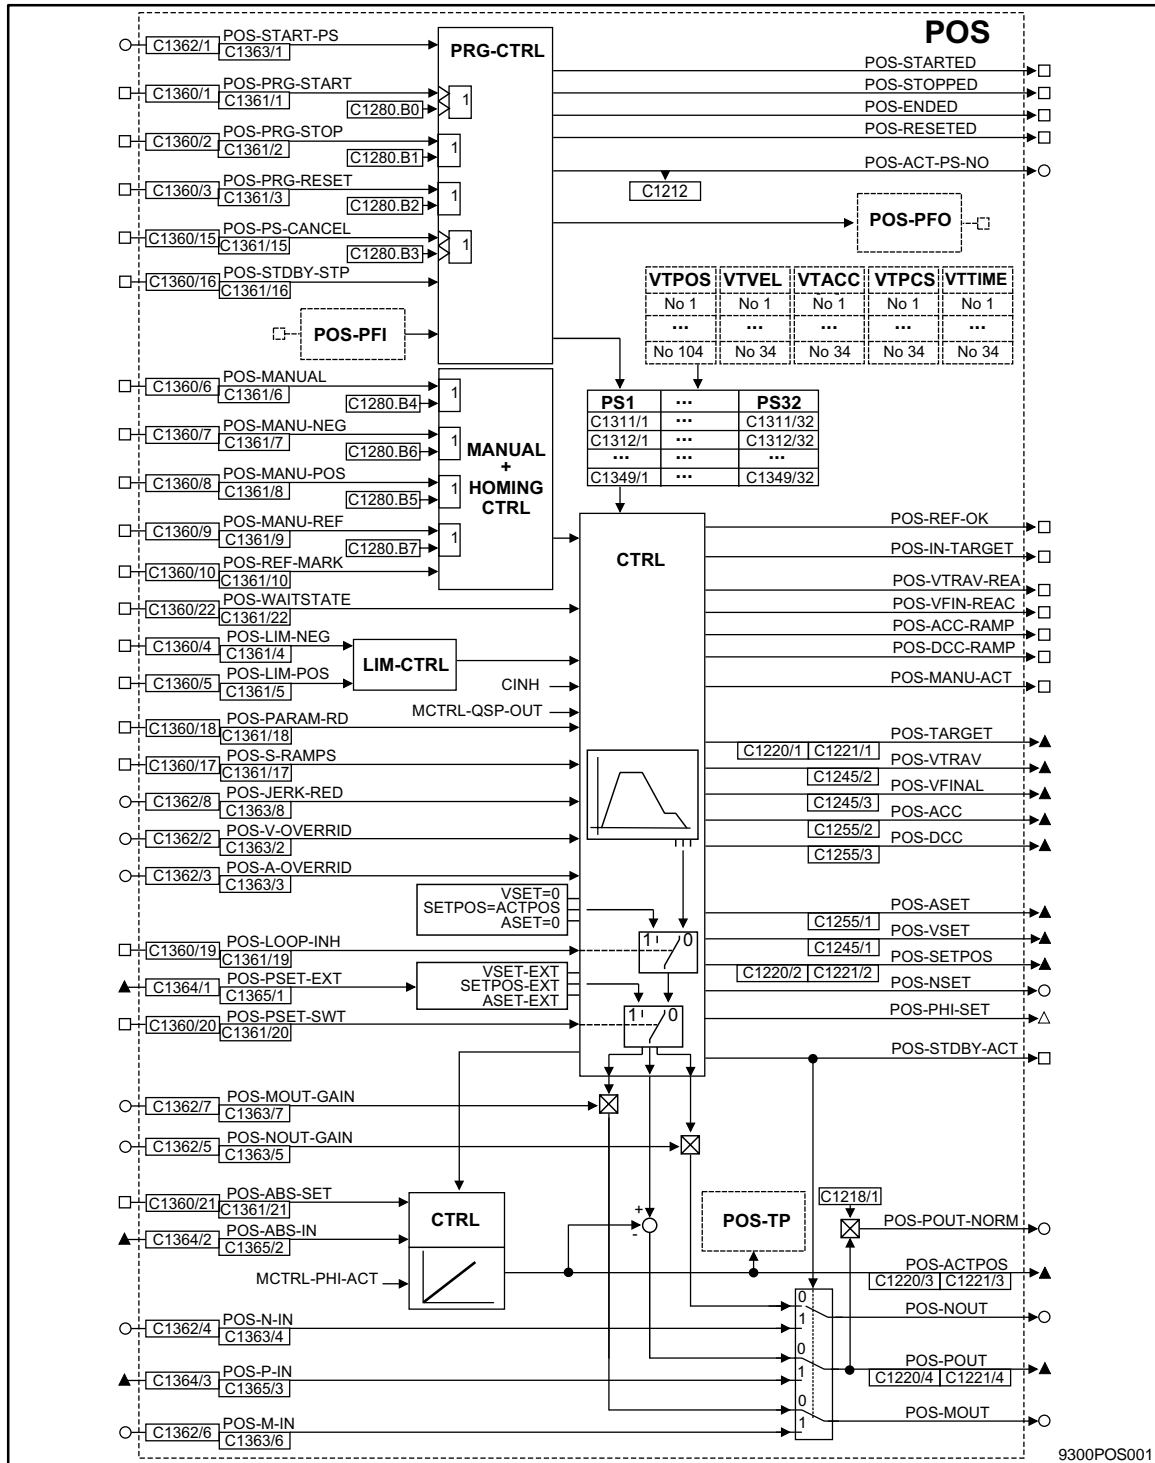 POS
C1362/1 POS-START-PS
C1363/1
PRG-CTRL
C1360/1 POS-PRG-START
C1361/1
C1280.B0
1
C1360/2 POS-PRG-STOP
C1361/2
C1280.B1
1
C1360/3 POS-PRG-RESET
C1361/3
C1280.B2
1
C1360/15 POS-PS-CANCEL
C1361/15
C1280.B3
1
C1360/16 POS-STDBY-STP
C1361/16
POS-PFI
POS-STARTED
POS-STOPPED
POS-ENDED
POS-RESETED
POS-ACT-PS-NO
C1212
POS-PFO
VTPOS VTVEL VTACC VTPCS VTTIME
No 1 No 1 No 1 No 1 No 1
... ... ... ... ...
No 104 No 34 No 34 No 34 No 34
PS1 ... PS32
C1311/1 ... C1311/32
C1312/1 ... C1312/32
... ... ...
C1349/1 ... C1349/32
C1360/6 POS-MANUAL
C1361/6
C1280.B4
1
C1360/7 POS-MANU-NEG
C1361/7
C1280.B6
1
C1360/8 POS-MANU-POS
C1361/8
C1280.B5
1
C1360/9 POS-MANU-REF
C1361/9
C1280.B7
1
MANUAL
+
HOMING
CTRL
C1360/10 POS-REF-MARK
C1361/10
C1360/22 POS-WAITSTATE
C1361/22
C1360/4 POS-LIM-NEG
C1361/4
LIM-CTRL
C1360/5 POS-LIM-POS
C1361/5
CINH
MCTRL-QSP-OUT
C1360/18 POS-PARAM-RD
C1361/18
C1360/17 POS-S-RAMPS
C1361/17
C1362/8 POS-JERK-RED
C1363/8
C1362/2 POS-V-OVERRID
C1363/2
C1362/3 POS-A-OVERRID
C1363/3
CTRL
VSET=0
SETPOS=ACTPOS
ASET=0
1 0
C1360/19 POS-LOOP-INH
C1361/19
C1364/1 POS-PSET-EXT
C1365/1
VSET-EXT
SETPOS-EXT
ASET-EXT
1 0
C1360/20 POS-PSET-SWT
C1361/20
POS-REF-OK
POS-IN-TARGET
POS-VTRAV-REA
POS-VFIN-REAC
POS-ACC-RAMP
POS-DCC-RAMP
POS-MANU-ACT
POS-TARGET
C1220/1 C1221/1
POS-VTRAV
C1245/2
POS-VFINAL
C1245/3
POS-ACC
C1255/2
POS-DCC
C1255/3
POS-ASET
C1255/1
POS-VSET
C1245/1
POS-SETPOS
C1220/2 C1221/2
POS-NSET
POS-PHI-SET
POS-STDBY-ACT
C1362/7 POS-MOUT-GAIN
C1363/7
C1362/5 POS-NOUT-GAIN
C1363/5
C1360/21 POS-ABS-SET
C1361/21
C1364/2 POS-ABS-IN
C1365/2
MCTRL-PHI-ACT
CTRL
+
-
POS-TP
C1218/1
POS-POUT-NORM
POS-ACTPOS
C1220/3 C1221/3
C1362/4 POS-N-IN
C1363/4
0
1
POS-NOUT
C1364/3 POS-P-IN
C1365/3
0
1
POS-POUT
C1220/4 C1221/4
C1362/6 POS-M-IN
C1363/6
0
1
POS-MOUT
9300POS001